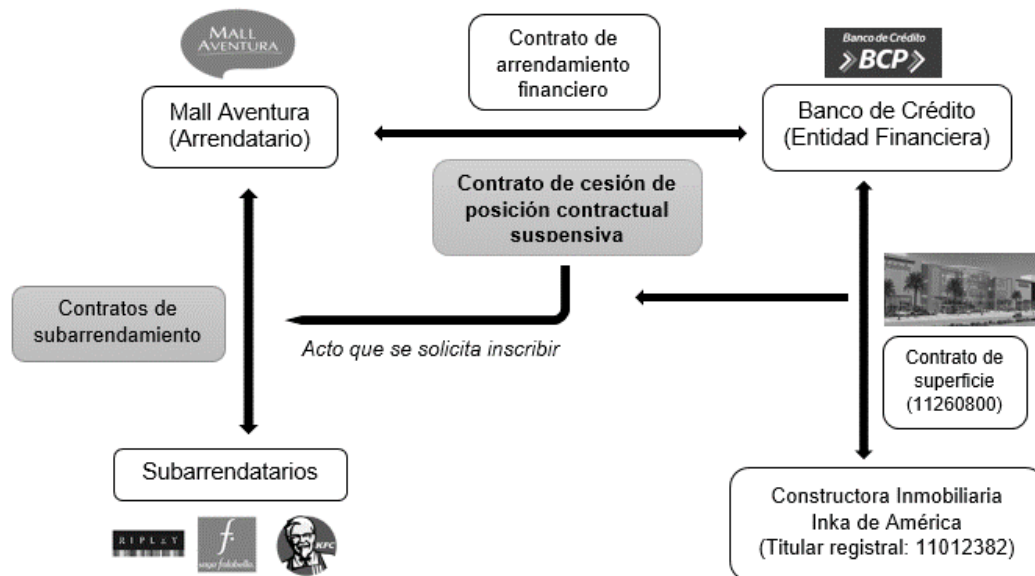 MALL
AVENTURA
Mall Aventura
(Arrendatario)
Contrato de
arrendamiento
financiero
Banco de Crédito
BCP
Banco de Crédito
(Entidad Financiera)
Contrato de cesión de
posición contractual
suspensiva
Contratos de
subarrendamiento
Acto que se solicita inscribir
Contrato de
superficie
(11260800)
Subarrendatarios
RIPLEY
f.
saga falabella.
KFC
Constructora Inmobiliaria
Inka de América
(Titular registral: 11012382)